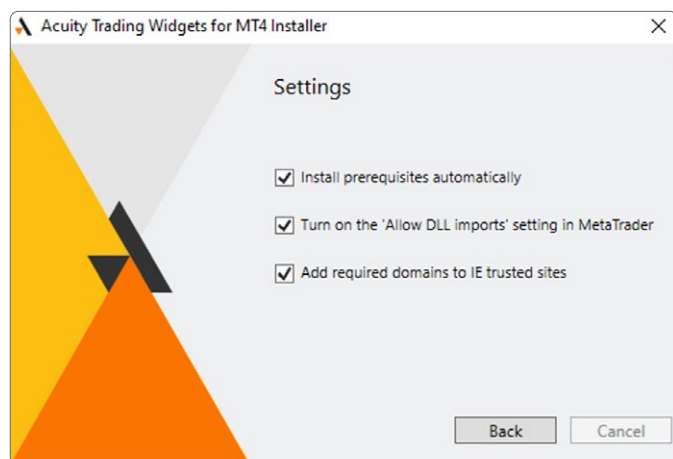 Acuity Trading Widgets for MT4 Installer
Settings
Install prerequisites automatically
Turn on the 'Allow DLL imports' setting in MetaTrader
Add required domains to IE trusted sites
Back
Cancel